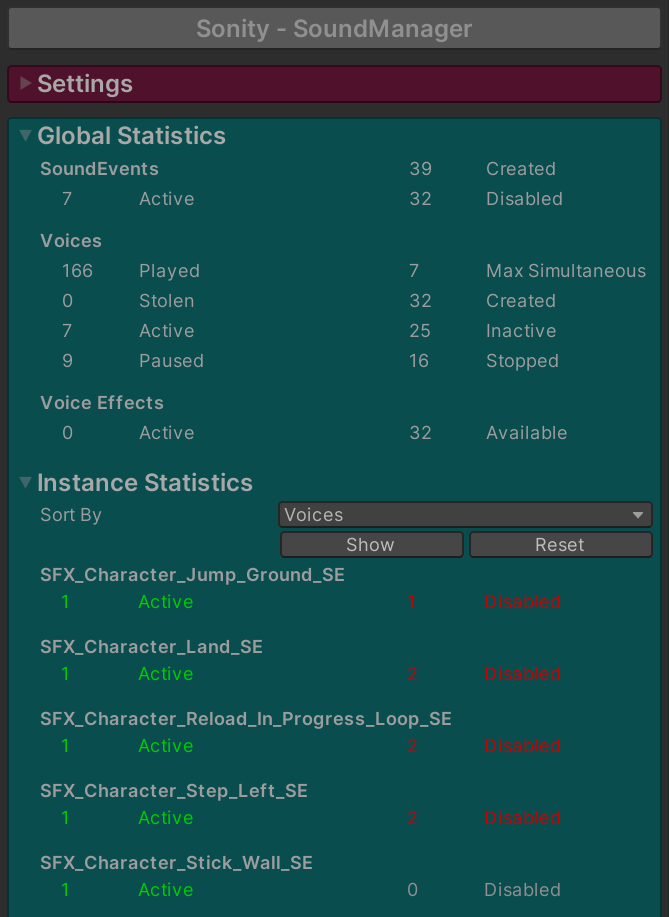 Sonity - SoundManager
Settings
Global Statistics
SoundEvents 39 Created
7 Active 32 Disabled
Voices
166 Played 7 Max Simultaneous
0 Stolen 32 Created
7 Active 25 Inactive
9 Paused 16 Stopped
Voice Effects
0 Active 32 Available
Instance Statistics
Sort By Voices
Show Reset
SFX_Character_Jump_Ground_SE
1 Active 1 Disabled
SFX_Character_Land_SE
1 Active 2 Disabled
SFX_Character_Reload_In_Progress_Loop_SE
1 Active 2 Disabled
SFX_Character_Step_Left_SE
1 Active 2 Disabled
SFX_Character_Stick_Wall_SE
1 Active 0 Disabled